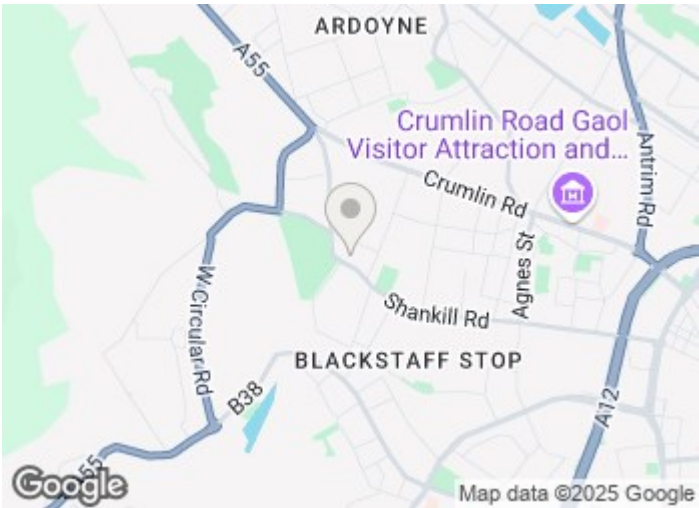 ARDOYNE
A55
Crumlin Road Gaol
Visitor Attraction and...
Antrim Rd
Crumlin Rd
Agnes St
W Circular Rd
Shankill Rd
BLACKSTAFF STOP
B38
A12
A55
Google
Map data ©2025 Google